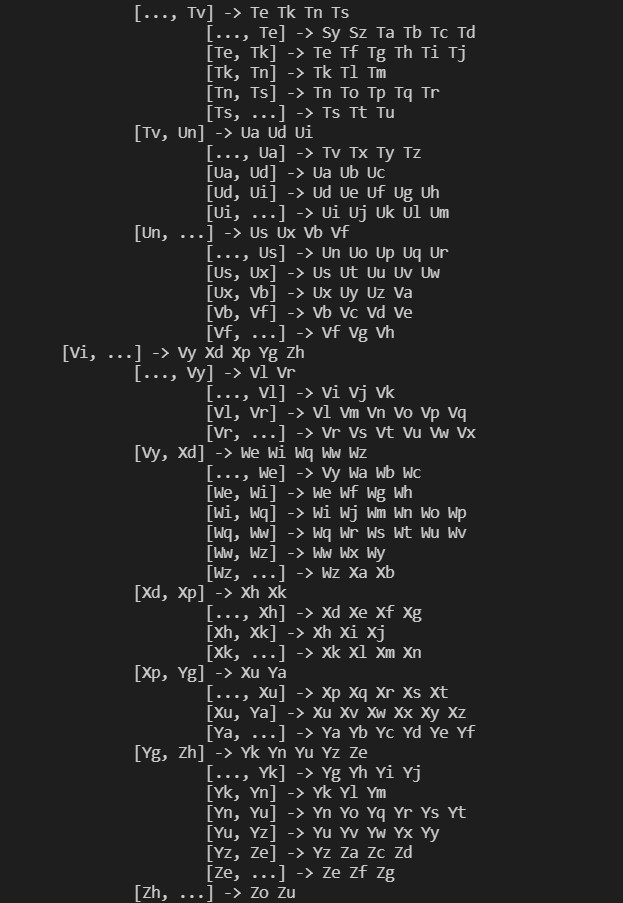 [..., Tv] -> Te Tk Tn Ts
[..., Te] -> Sy Sz Ta Tb Tc Td
[Te, Tk] -> Te Tf Tg Th Ti Tj
[Tk, Tn] -> Tk Tl Tm
[Tn, Ts] -> Tn To Tp Tq Tr
[Ts, ...] -> Ts Tt Tu
[Tv, Un] -> Ua Ud Ui
[..., Ua] -> Tv Tx Ty Tz
[Ua, Ud] -> Ua Ub Uc
[Ud, Ui] -> Ud Ue Uf Ug Uh
[Ui, ...] -> Ui Uj Uk Ul Um
[Un, ...] -> Us Ux Vb Vf
[..., Us] -> Un Uo Up Uq Ur
[Us, Ux] -> Us Ut Uu Uv Uw
[Ux, Vb] -> Ux Uy Uz Va
[Vb, Vf] -> Vb Vc Vd Ve
[Vf, ...] -> Vf Vg Vh
[Vi, ...] -> Vy Xd Xp Yg Zh
[..., Vy] -> Vl Vr
[..., Vl] -> Vi Vj Vk
[Vl, Vr] -> Vl Vm Vn Vo Vp Vq
[Vr, ...] -> Vr Vs Vt Vu Vw Vx
[Vy, Xd] -> We Wi Wq Ww Wz
[..., We] -> Vy Wa Wb Wc
[We, Wi] -> We Wf Wg Wh
[Wi, Wq] -> Wi Wj Wm Wn Wo Wp
[Wq, Ww] -> Wq Wr Ws Wt Wu Wv
[Ww, Wz] -> Ww Wx Wy
[Wz, ...] -> Wz Xa Xb
[Xd, Xp] -> Xh Xk
[..., Xh] -> Xd Xe Xf Xg
[Xh, Xk] -> Xh Xi Xj
[Xk, ...] -> Xk Xl Xm Xn
[Xp, Yg] -> Xu Ya
[..., Xu] -> Xp Xq Xr Xs Xt
[Xu, Ya] -> Xu Xv Xw Xx Xy Xz
[Ya, ...] -> Ya Yb Yc Yd Ye Yf
[Yg, Zh] -> Yk Yn Yu Yz Ze
[..., Yk] -> Yg Yh Yi Yj
[Yk, Yn] -> Yk Yl Ym
[Yn, Yu] -> Yn Yo Yq Yr Ys Yt
[Yu, Yz] -> Yu Yv Yw Yx Yy
[Yz, Ze] -> Yz Za Zc Zd
[Ze, ...] -> Ze Zf Zg
[Zh, ...] -> Zo Zu